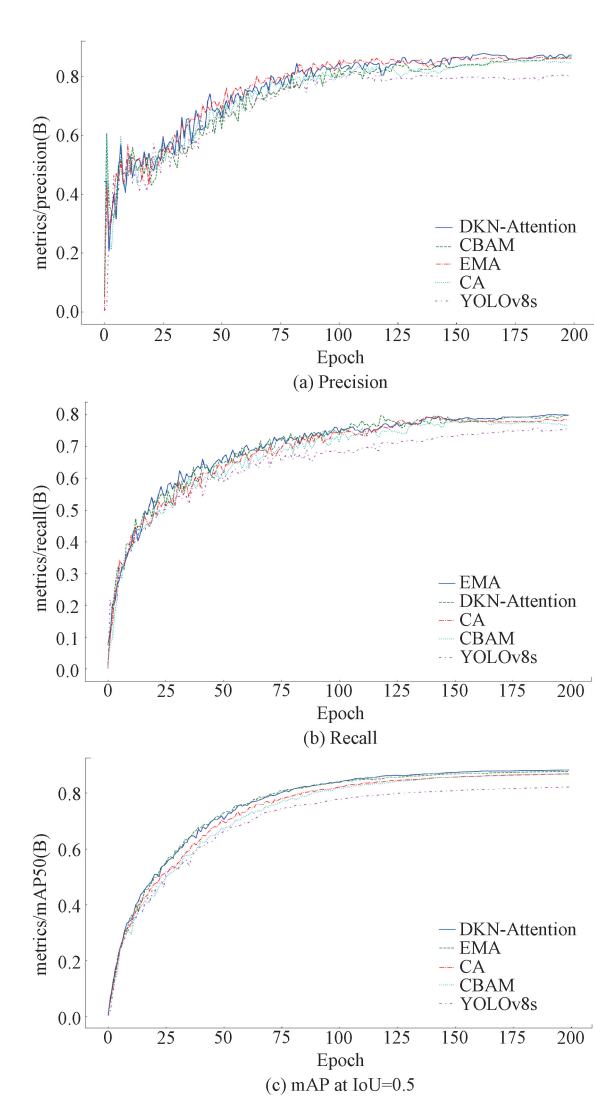 metrics/precision(B)
0.8
0.6
0.4
0.2
0.0
DKN-Attention
CBAM
EMA
CA
YOLOv8s
0 25 50 75 100 125 150 175 200
Epoch
(a) Precision
metrics/recall(B)
0.8
0.7
0.6
0.5
0.4
0.3
0.2
0.1
0.0
EMA
DKN-Attention
CA
CBAM
YOLOv8s
0 25 50 75 100 125 150 175 200
Epoch
(b) Recall
metrics/mAP50(B)
0.8
0.6
0.4
0.2
0.0
DKN-Attention
EMA
CA
CBAM
YOLOv8s
0 25 50 75 100 125 150 175 200
Epoch
(c) mAP at IoU=0.5